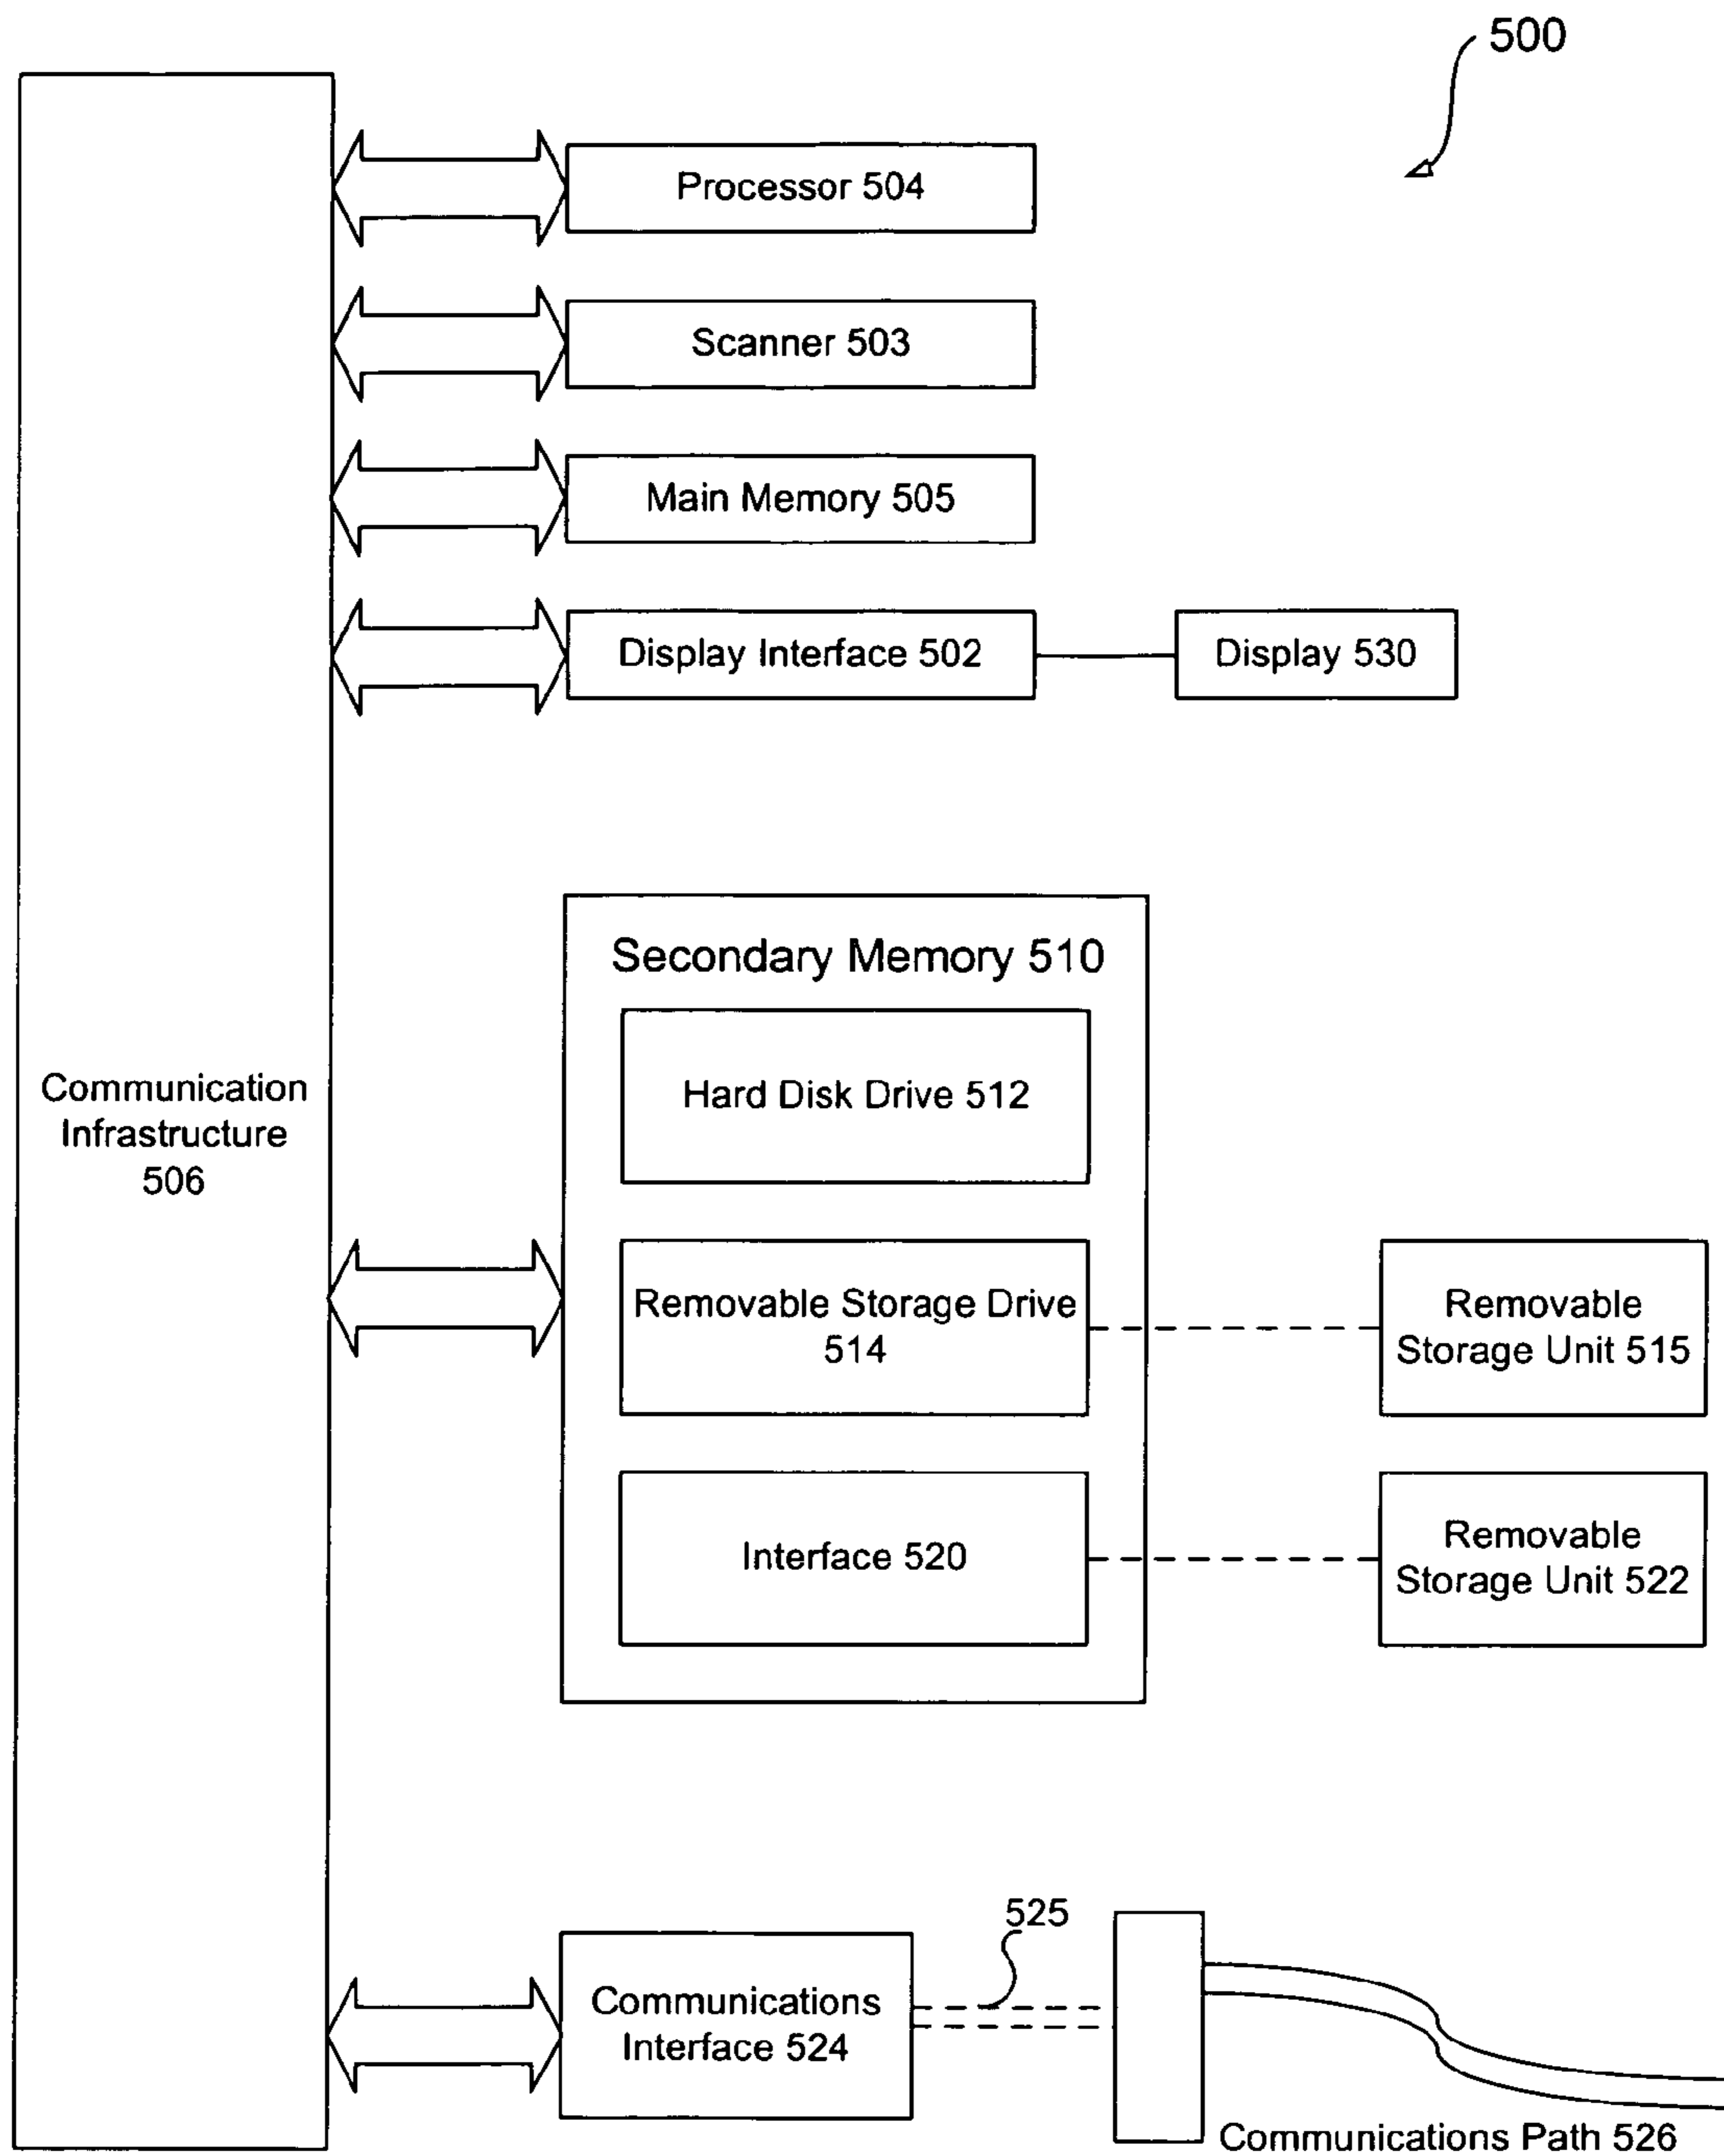 500
Processor 504
Scanner 503
Main Memory 505
Display Interface 502
Display 530
Secondary Memory 510
Hard Disk Drive 512
Communication
Infrastructure
506
Removable Storage Drive
514
Removable
Storage Unit 515
Interface 520
Removable
Storage Unit 522
525
Communications
Interface 524
Communications Path 526